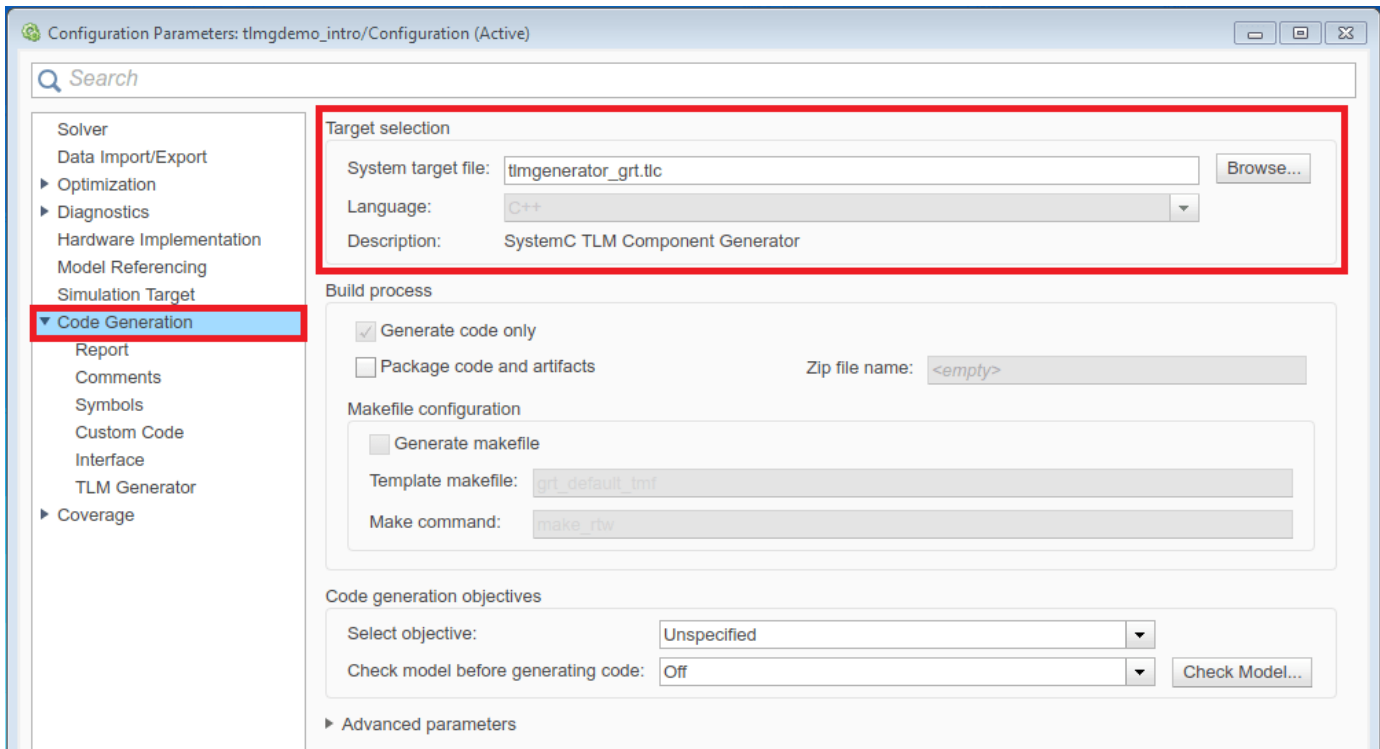 Configuration Parameters: tlmgdemo_intro/Configuration (Active)
Search
Solver
Data Import/Export
Optimization
Diagnostics
Hardware Implementation
Model Referencing
Simulation Target
Code Generation
Report
Comments
Symbols
Custom Code
Interface
TLM Generator
Coverage
Target selection
System target file: tlmgenerator_grt.tlc Browse...
Language: C++
Description: SystemC TLM Component Generator
Build process
Generate code only
Package code and artifacts Zip file name: <empty>
Makefile configuration
Generate makefile
Template makefile: grt_default_tmf
Make command: make_rtw
Code generation objectives
Select objective: Unspecified
Check model before generating code: Off Check Model...
Advanced parameters